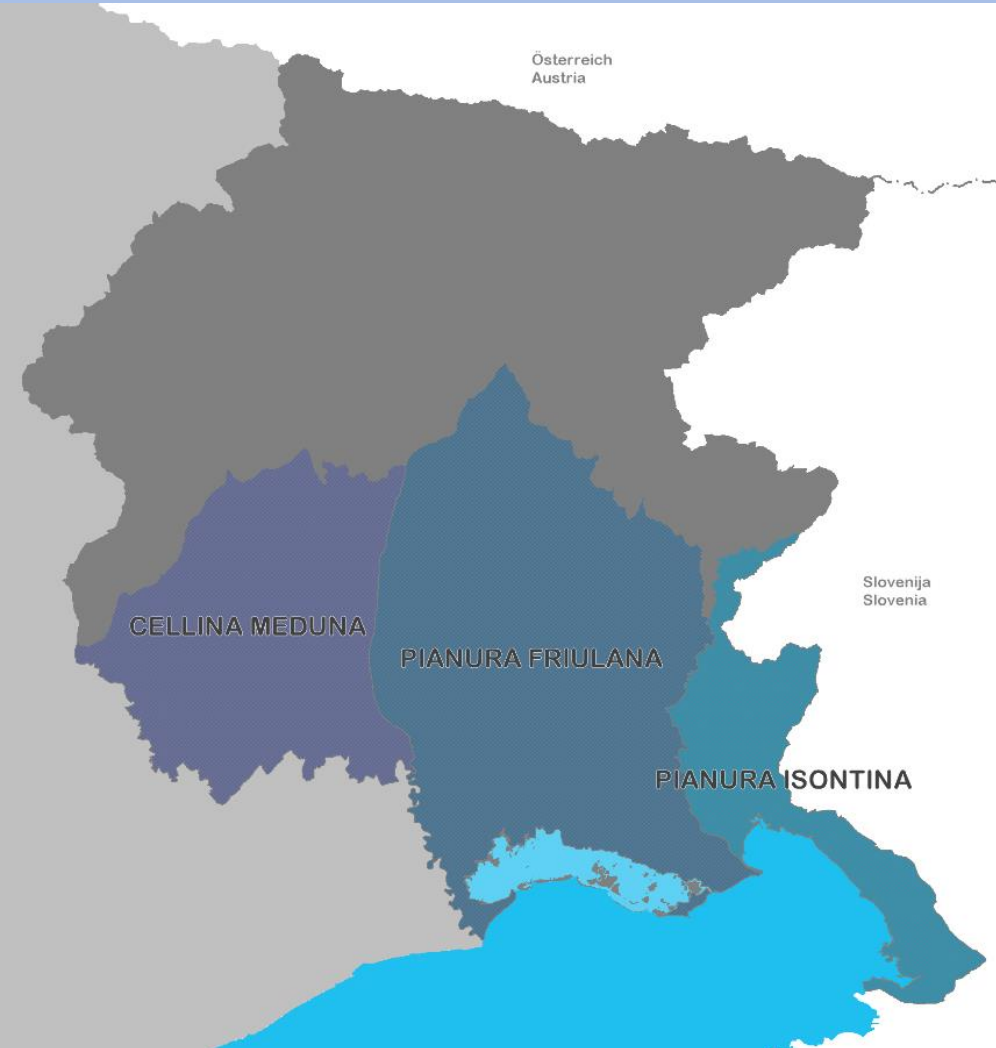 Österreich
Austria
Slovenija
Slovenia
CELLINA MEDUNA
PIANURA FRIULANA
PIANURA ISONTINA